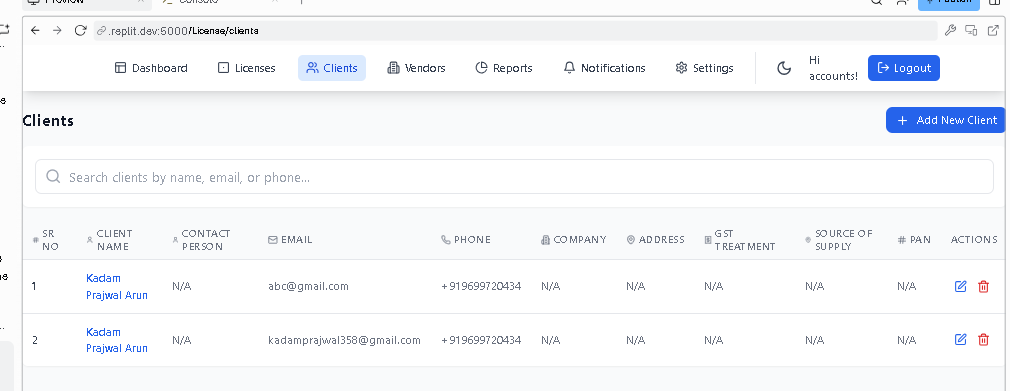 Preview
Console
Publish
.replit.dev:5000/License/clients
Dashboard
Licenses
Clients
Vendors
Reports
Notifications
Settings
Hi
accounts!
Logout
Clients
Add New Client
Search clients by name, email, or phone...
SR
NO
CLIENT
NAME
CONTACT
PERSON
EMAIL
PHONE
COMPANY
ADDRESS
GST
TREATMENT
SOURCE OF
SUPPLY
PAN
ACTIONS
1
Kadam
Prajwal Arun
N/A
abc@gmail.com
+919699720434
N/A
N/A
N/A
N/A
N/A
2
Kadam
Prajwal Arun
N/A
kadamprajwal358@gmail.com
+919699720434
N/A
N/A
N/A
N/A
N/A